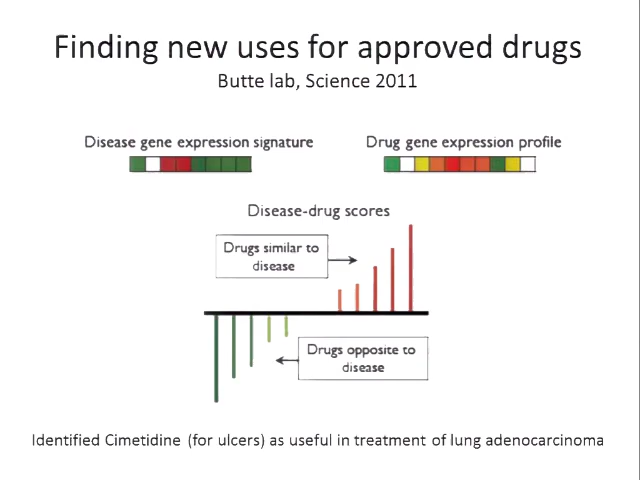 Finding new uses for approved drugs
Butte lab, Science 2011
Disease gene expression signature
Drug gene expression profile
Disease-drug scores
Drugs similar to
disease
Drugs opposite to
disease
Identified Cimetidine (for ulcers) as useful in treatment of lung adenocarcinoma